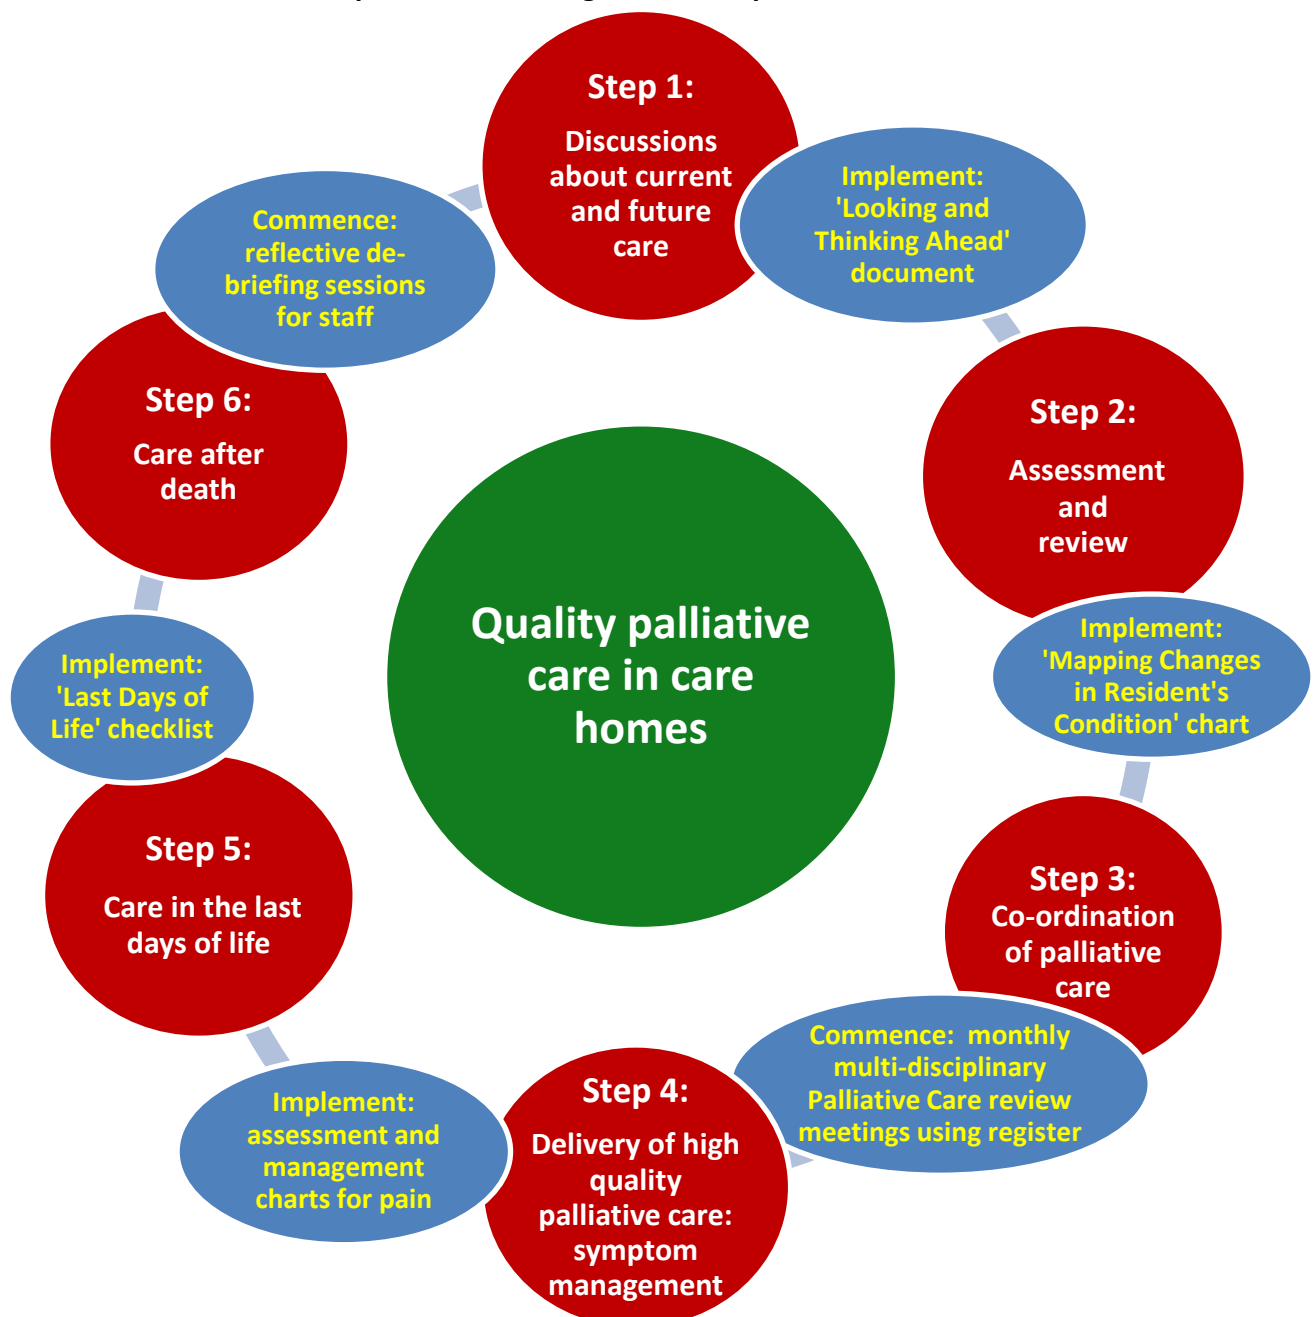 Step 1:
Discussions
about current
and future
care
Implement:
'Looking and
Thinking Ahead'
document
Step 2:
Assessment
and
review
Implement:
'Mapping Changes
in Resident's
Condition' chart
Step 3:
Co-ordination
of palliative
care
Commence:  monthly
multi-disciplinary
Palliative Care review
meetings using register
Step 4:
Delivery of high
quality
palliative care:
symptom
management
Implement:
assessment and
management
charts for pain
Step 5:
Care in the last
days of life
Implement:
'Last Days of
Life' checklist
Step 6:
Care after
death
Commence:
reflective de-
briefing sessions
for staff
Quality palliative
care in care
homes